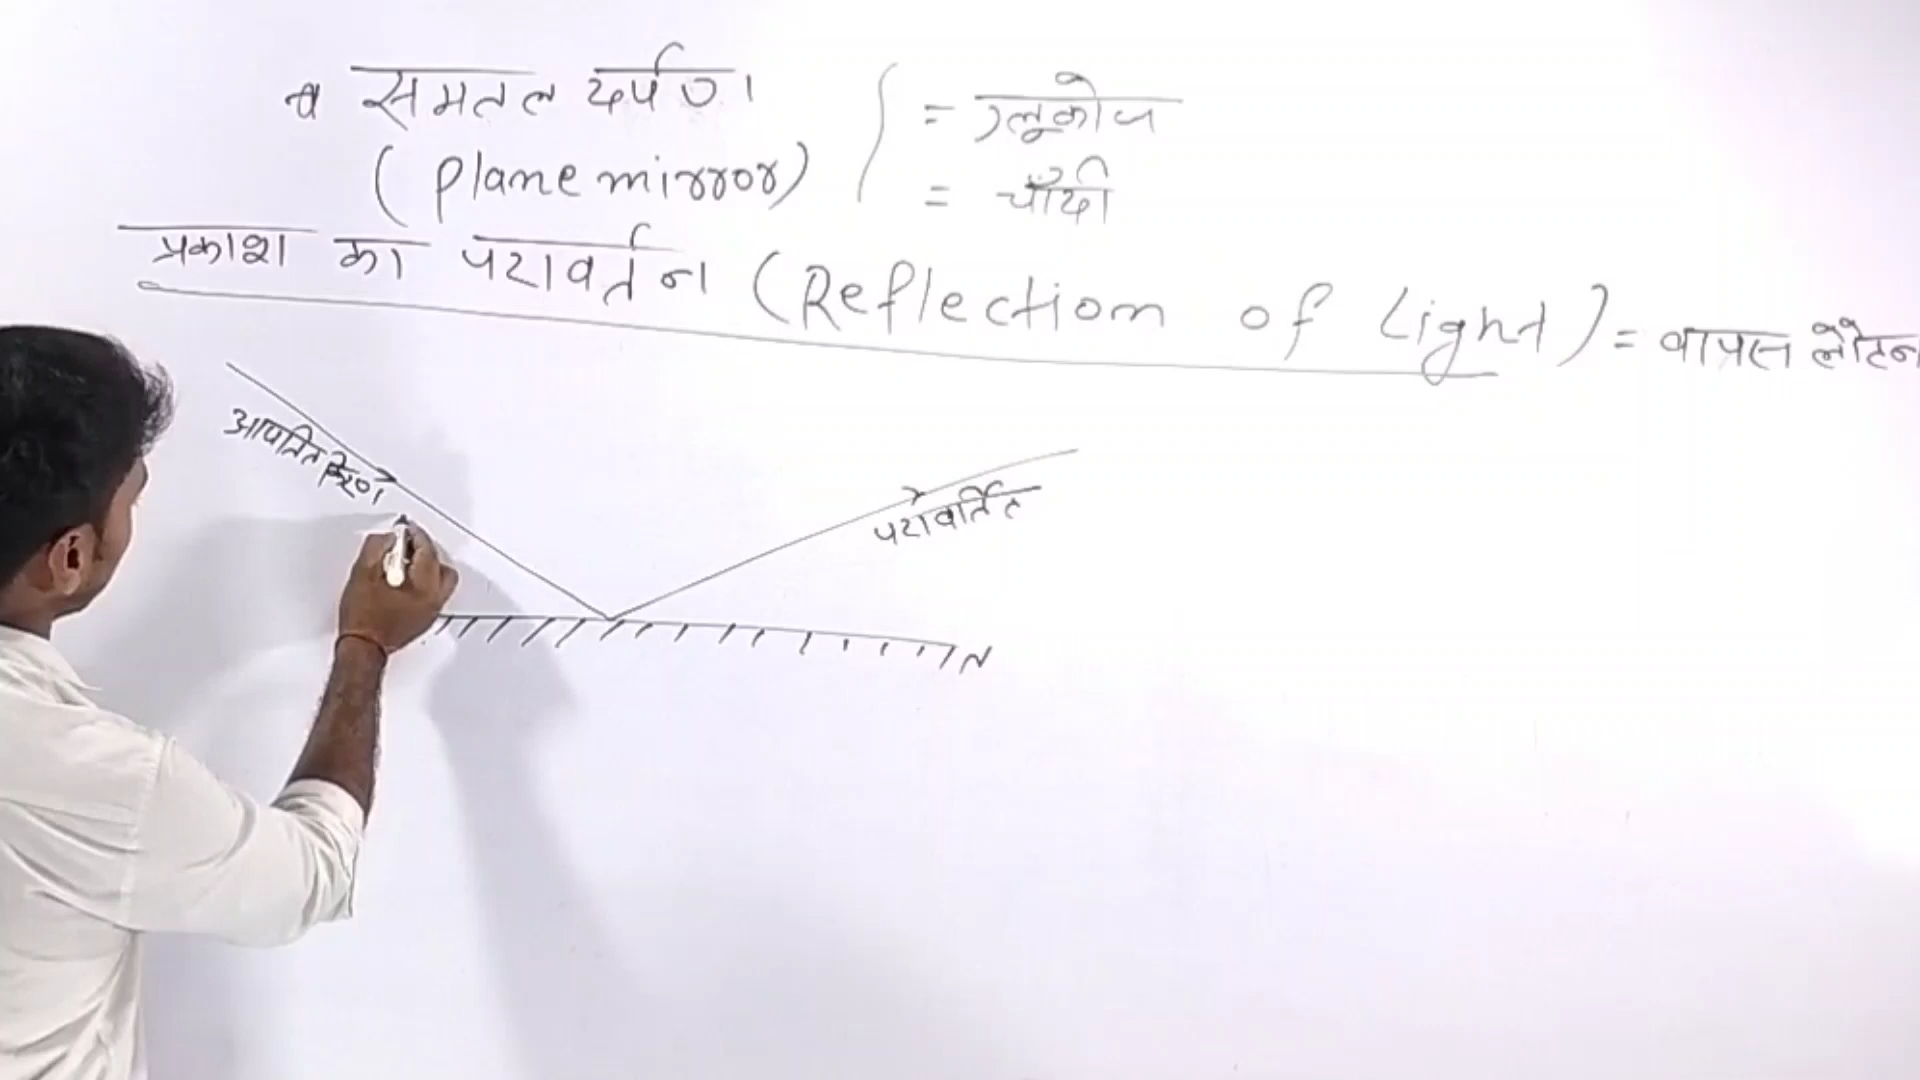 समतल दर्पण
= ग्लूकोज
(Plane mirror)
= चाँदी
प्रकाश का परावर्तन (Reflection of Light) = वापस लौटन
आपतित किरण
परावर्तित